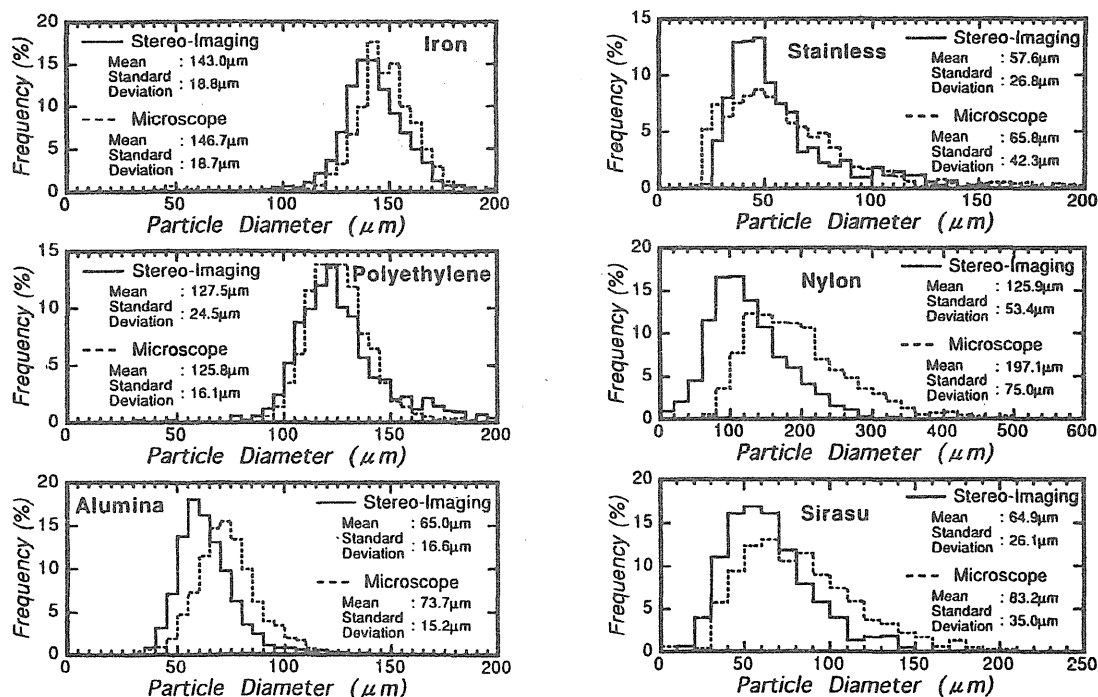 Frequency (%)
20
15
10
5
0
Stereo-Imaging
Iron
Mean : 143.0μm
Standard
Deviation : 18.8μm
Microscope
Mean : 146.7μm
Standard
Deviation : 18.7μm
0 50 100 150 200
Particle Diameter (μm)
Frequency (%)
15
10
5
0
Stereo-Imaging
Stainless
Mean : 57.6μm
Standard
Deviation : 26.8μm
Microscope
Mean : 65.8μm
Standard
Deviation : 42.3μm
0 50 100 150 200
Particle Diameter (μm)
Frequency (%)
15
10
5
0
Stereo-Imaging
Polyethylene
Mean : 127.5μm
Standard
Deviation : 24.5μm
Microscope
Mean : 125.8μm
Standard
Deviation : 16.1μm
0 50 100 150 200
Particle Diameter (μm)
Frequency (%)
20
15
10
5
0
Stereo-Imaging
Nylon
Mean : 125.9μm
Standard
Deviation : 53.4μm
Microscope
Mean : 197.1μm
Standard
Deviation : 75.0μm
0 100 200 300 400 500 600
Particle Diameter (μm)
Frequency (%)
20
15
10
5
0
Alumina
Stereo-Imaging
Mean : 65.0μm
Standard
Deviation : 16.6μm
Microscope
Mean : 73.7μm
Standard
Deviation : 15.2μm
0 50 100 150 200
Particle Diameter (μm)
Frequency (%)
20
15
10
5
0
Stereo-Imaging
Sirasu
Mean : 64.9μm
Standard
Deviation : 26.1μm
Microscope
Mean : 83.2μm
Standard
Deviation : 35.0μm
0 50 100 150 200 250
Particle Diameter (μm)